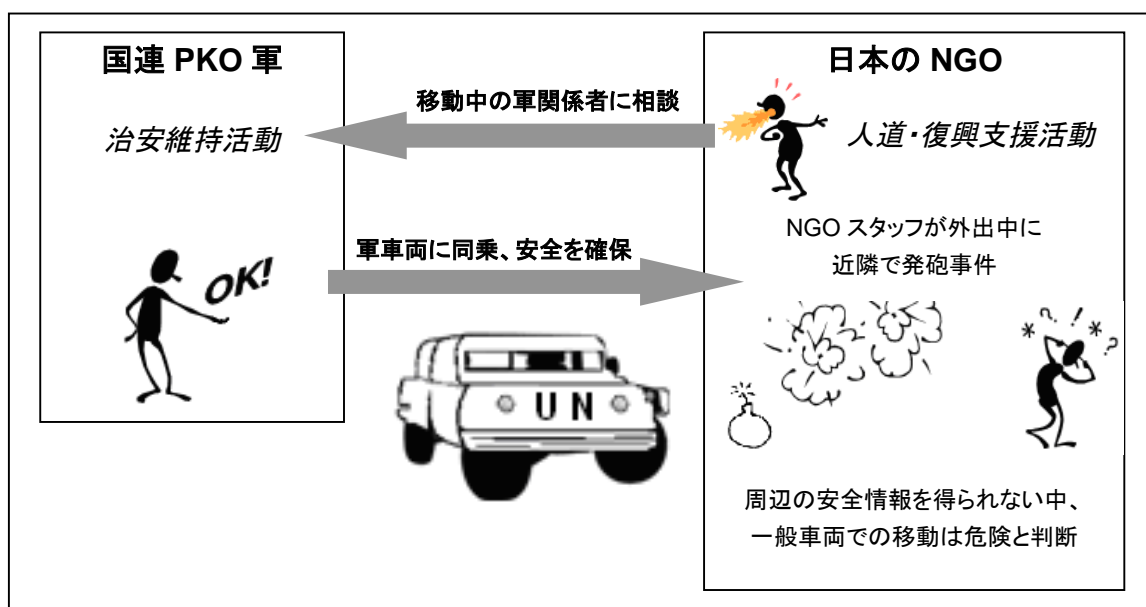 国連 PKO 軍
治安維持活動
OK!
移動中の軍関係者に相談
軍車両に同乗、安全を確保
UN
日本の NGO
人道・復興支援活動
NGO スタッフが外出中に
近隣で発砲事件
*?!*?
周辺の安全情報を得られない中、
一般車両での移動は危険と判断